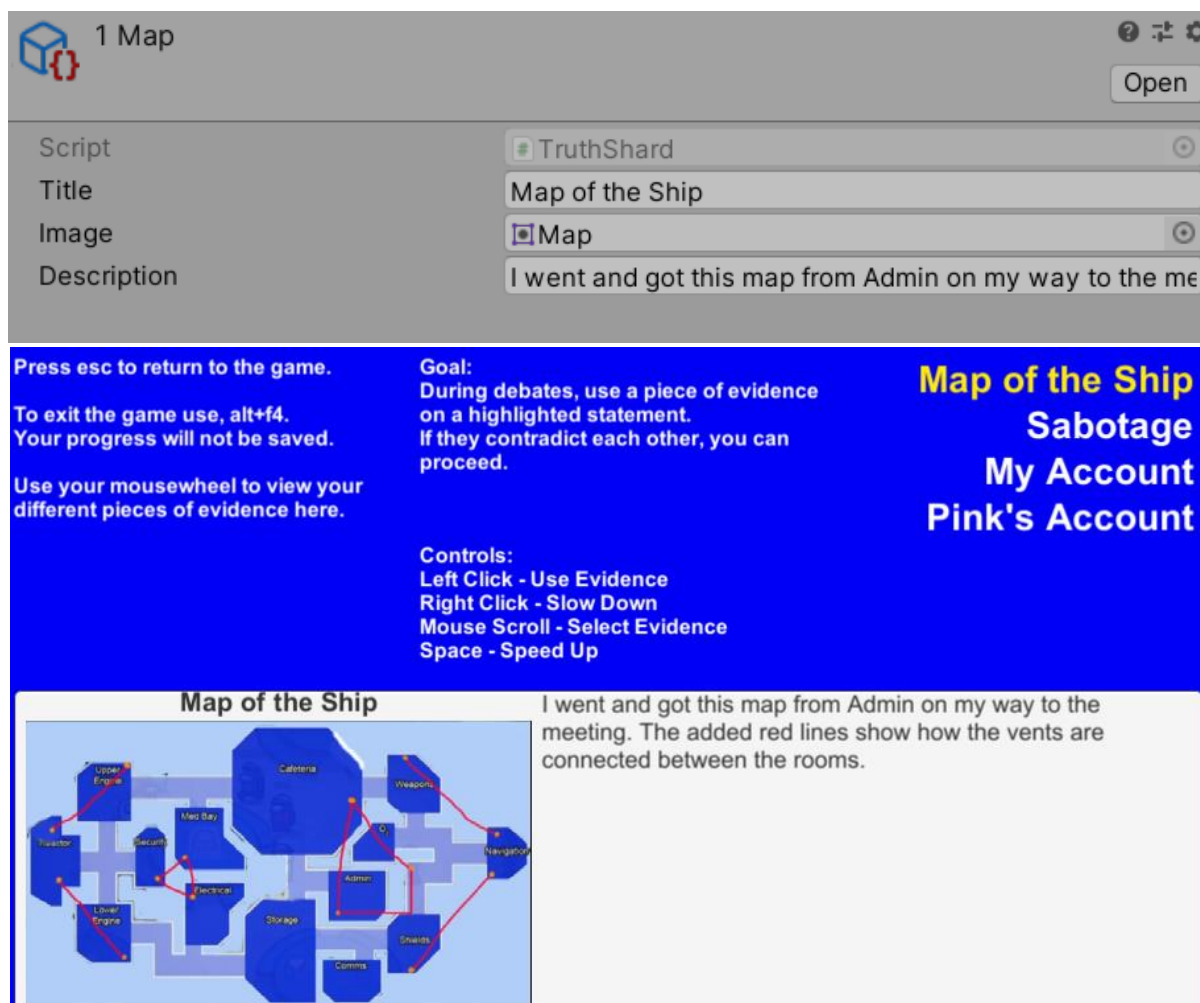 1 Map
Open
Script
TruthShard
Title
Map of the Ship
Image
Map
Description
I went and got this map from Admin on my way to the me
Press esc to return to the game.
To exit the game use, alt+f4.
Your progress will not be saved.
Use your mousewheel to view your
different pieces of evidence here.
Goal:
During debates, use a piece of evidence
on a highlighted statement.
If they contradict each other, you can
proceed.
Controls:
Left Click - Use Evidence
Right Click - Slow Down
Mouse Scroll - Select Evidence
Space - Speed Up
Map of the Ship
Sabotage
My Account
Pink's Account
Map of the Ship
Upper
Engine
Cafeteria
Weapons
Med Bay
Security
O2
Navigation
Electrical
Admin
Lower
Engine
Storage
Shields
Comms
I went and got this map from Admin on my way to the
meeting. The added red lines show how the vents are
connected between the rooms.